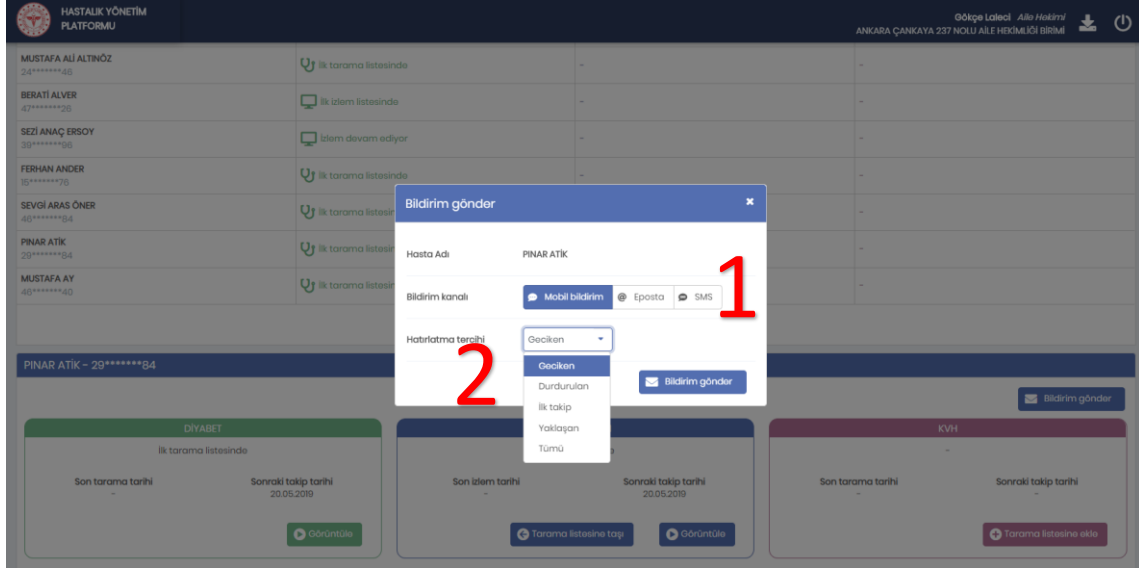 HASTALIK YÖNETİM
PLATFORMU
Gökçe Laleci Aile Hekimi
ANKARA ÇANKAYA 237 NOLU AİLE HEKİMLİĞİ BİRİMİ
MUSTAFA ALİ ALTINÖZ
24*******46
İlk tarama listesinde
-
-
BERATİ ALVER
47*******26
İlk izlem listesinde
-
-
SEZİ ANAÇ ERSOY
39*******96
İzlem devam ediyor
-
-
FERHAN ANDER
15*******76
İlk tarama listesinde
-
SEVGİ ARAS ÖNER
46*******84
İlk tarama listesin
-
PINAR ATİK
29*******84
İlk tarama listesin
-
MUSTAFA AY
46*******40
İlk tarama listesin
-
Bildirim gönder
Hasta Adı PINAR ATİK
Bildirim kanalı Mobil bildirim @ Eposta SMS
1
Hatırlatma tercihi Geciken
2
Geciken
Durdurulan
İlk takip
Yaklaşan
Tümü
Bildirim gönder
PINAR ATİK - 29*******84
Bildirim gönder
DİYABET
İlk tarama listesinde
Son tarama tarihi Sonraki takip tarihi
- 20.05.2019
Görüntüle
Son izlem tarihi Sonraki takip tarihi
- 20.05.2019
Tarama listesine taşı Görüntüle
KVH
-
Son tarama tarihi Sonraki takip tarihi
- -
Tarama listesine ekle